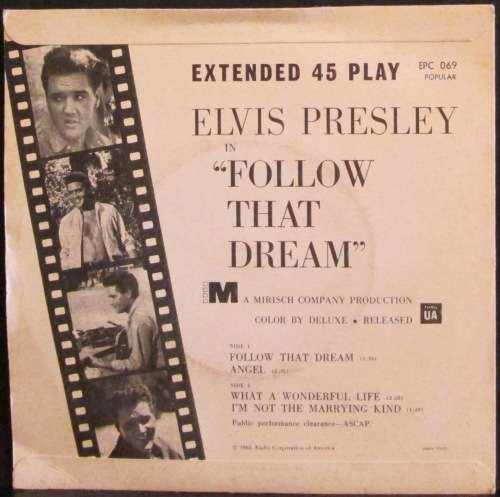 EXTENDED 45 PLAY
EPC 069
POPULAR
ELVIS PRESLEY
IN
“FOLLOW
THAT
DREAM”
M A MIRISCH COMPANY PRODUCTION
COLOR BY DELUXE ★ RELEASED
UA
SIDE 1
FOLLOW THAT DREAM
ANGEL
SIDE 2
WHAT A WONDERFUL LIFE
I'M NOT THE MARRYING KIND
Public performance clearance—ASCAP.
Radio Corporation of America